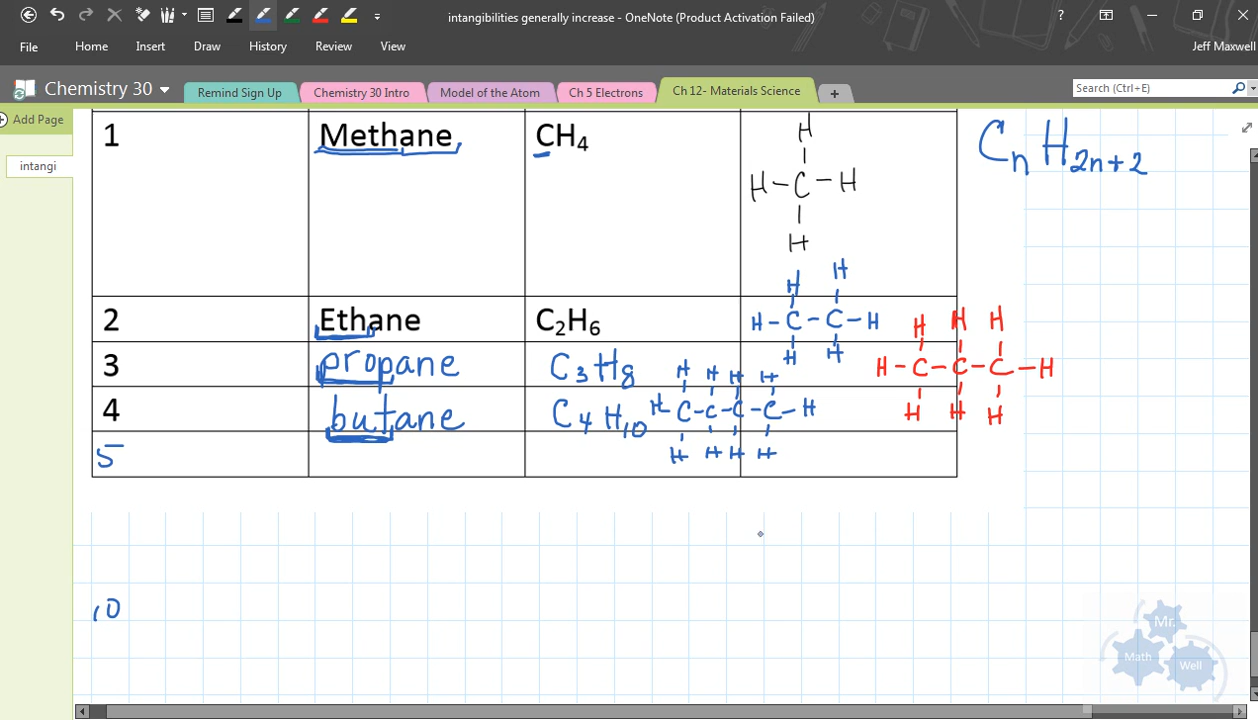 intangibilities generally increase - OneNote (Product Activation Failed)
? 
File Home Insert Draw History Review View Jeff Maxwell
Chemistry 30 Remind Sign Up Chemistry 30 Intro Model of the Atom Ch 5 Electrons Ch 12- Materials Science Search (Ctrl+E)
Add Page
intangi
CₙH₂ₙ₊₂
1 Methane, CH₄
H
H-C-H
H
H H
2 Ethane C₂H₆ H-C-C-H
H H
H H H
3 propane C₃H₈ H-C-C-C-H
H H H
H H H H
4 butane C₄H₁₀ H C-C-C-C-H
H H H H
5
10
Mr.
Math Well